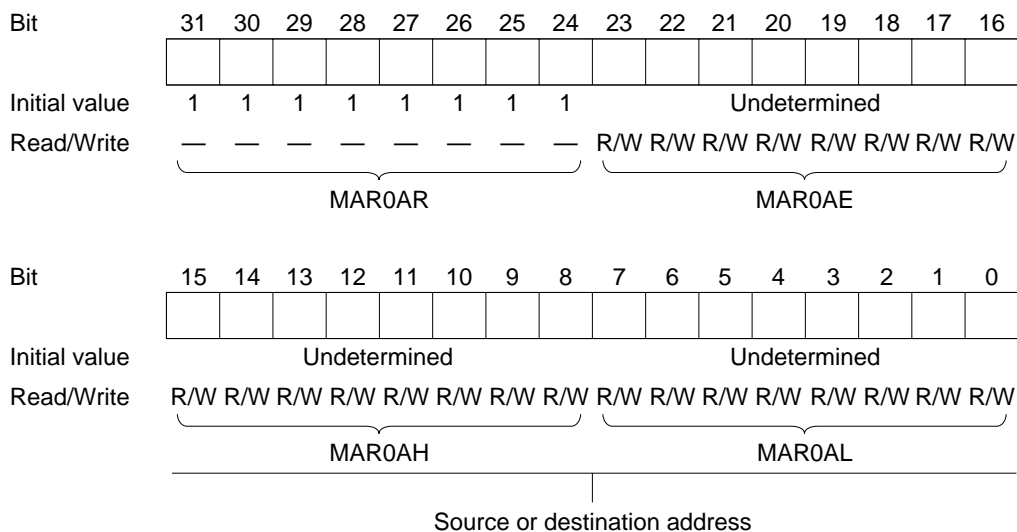 Bit 31 30 29 28 27 26 25 24 23 22 21 20 19 18 17 16
Initial value 1 1 1 1 1 1 1 1 Undetermined
Read/Write — — — — — — — — R/W R/W R/W R/W R/W R/W R/W R/W
MAR0AR MAR0AE
Bit 15 14 13 12 11 10 9 8 7 6 5 4 3 2 1 0
Initial value Undetermined Undetermined
Read/Write R/W R/W R/W R/W R/W R/W R/W R/W R/W R/W R/W R/W R/W R/W R/W R/W
MAR0AH MAR0AL
Source or destination address